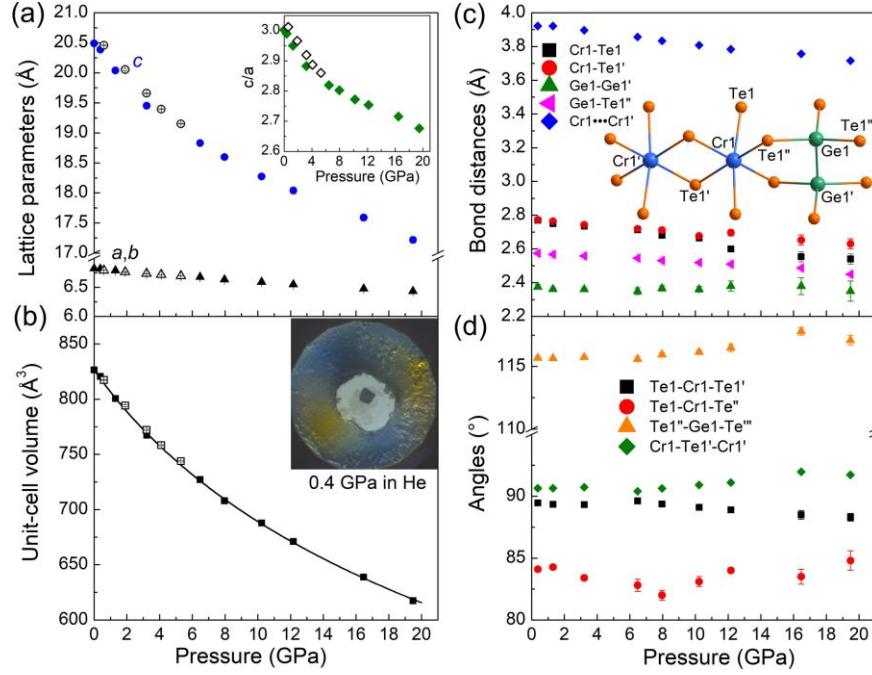 (a)
Lattice parameters (Å)
20.5
20.0
19.5
19.0
18.5
18.0
17.5
17.0
6.5
6.0
c
a,b
c/a
3.0
2.9
2.8
2.7
2.6
0 4 8 12 16 20
Pressure (GPa)
(b)
Unit-cell volume (Å³)
850
800
750
700
650
600
0.4 GPa in He
0 2 4 6 8 10 12 14 16 18 20
Pressure (GPa)
(c)
Bond distances (Å)
4.0
3.8
3.6
3.4
3.2
3.0
2.8
2.6
2.4
2.2
Cr1-Te1
Cr1-Te1'
Ge1-Ge1'
Ge1-Te1"
Cr1•••Cr1'
Te1
Te1"
Cr1
Ge1
Cr1'
Te1"
Te1'
Ge1'
(d)
Angles (°)
115
110
90
85
80
Te1-Cr1-Te1'
Te1-Cr1-Te"
Te1"-Ge1-Te'"
Cr1-Te1'-Cr1'
0 2 4 6 8 10 12 14 16 18 20
Pressure (GPa)